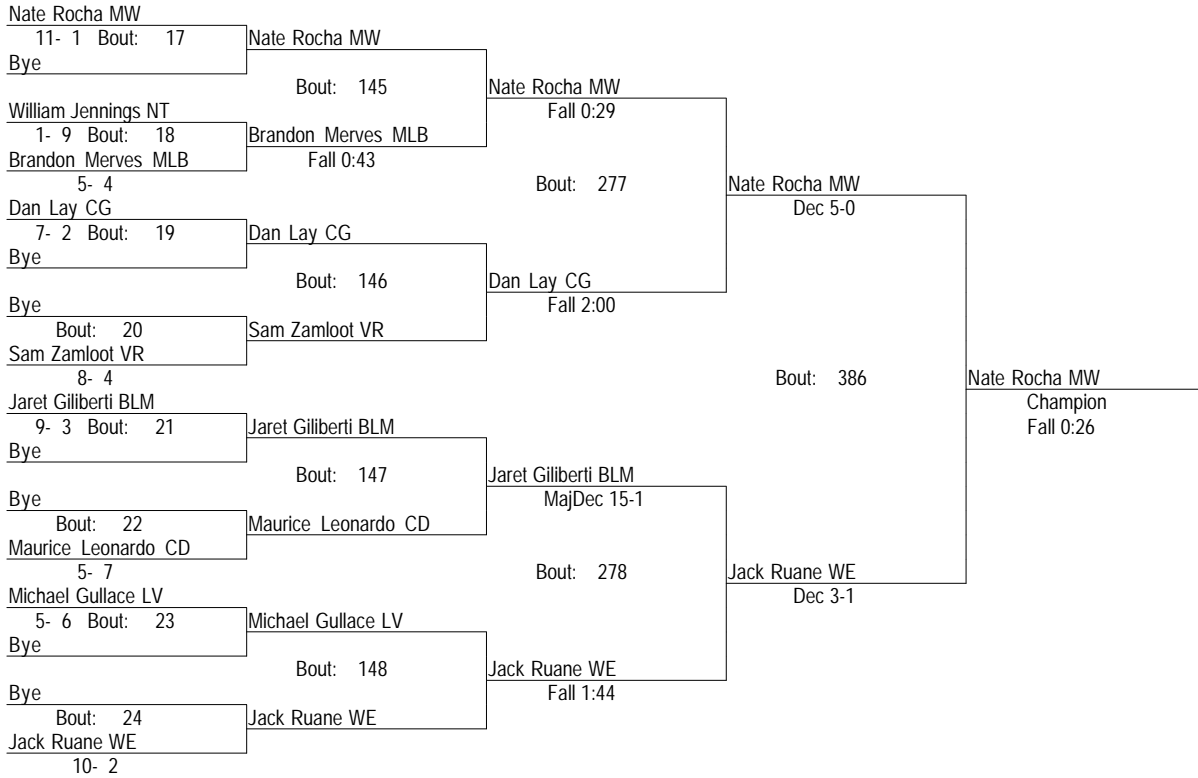 Nate Rocha MW
11- 1 Bout: 17
Bye
William Jennings NT
1- 9 Bout: 18
Brandon Merves MLB
5- 4
Dan Lay CG
7- 2 Bout: 19
Bye
Bye
Bout: 20
Sam Zamloot VR
8- 4
Jaret Giliberti BLM
9- 3 Bout: 21
Bye
Bye
Bout: 22
Maurice Leonardo CD
5- 7
Michael Gullace LV
5- 6 Bout: 23
Bye
Bye
Bout: 24
Jack Ruane WE
10- 2
Nate Rocha MW
Bout: 145
Brandon Merves MLB
Fall 0:43
Dan Lay CG
Bout: 146
Sam Zamloot VR
Jaret Giliberti BLM
Bout: 147
Maurice Leonardo CD
Michael Gullace LV
Bout: 148
Jack Ruane WE
Nate Rocha MW
Fall 0:29
Bout: 277
Dan Lay CG
Fall 2:00
Jaret Giliberti BLM
MajDec 15-1
Bout: 278
Jack Ruane WE
Fall 1:44
Nate Rocha MW
Dec 5-0
Bout: 386
Jack Ruane WE
Dec 3-1
Nate Rocha MW
Champion
Fall 0:26